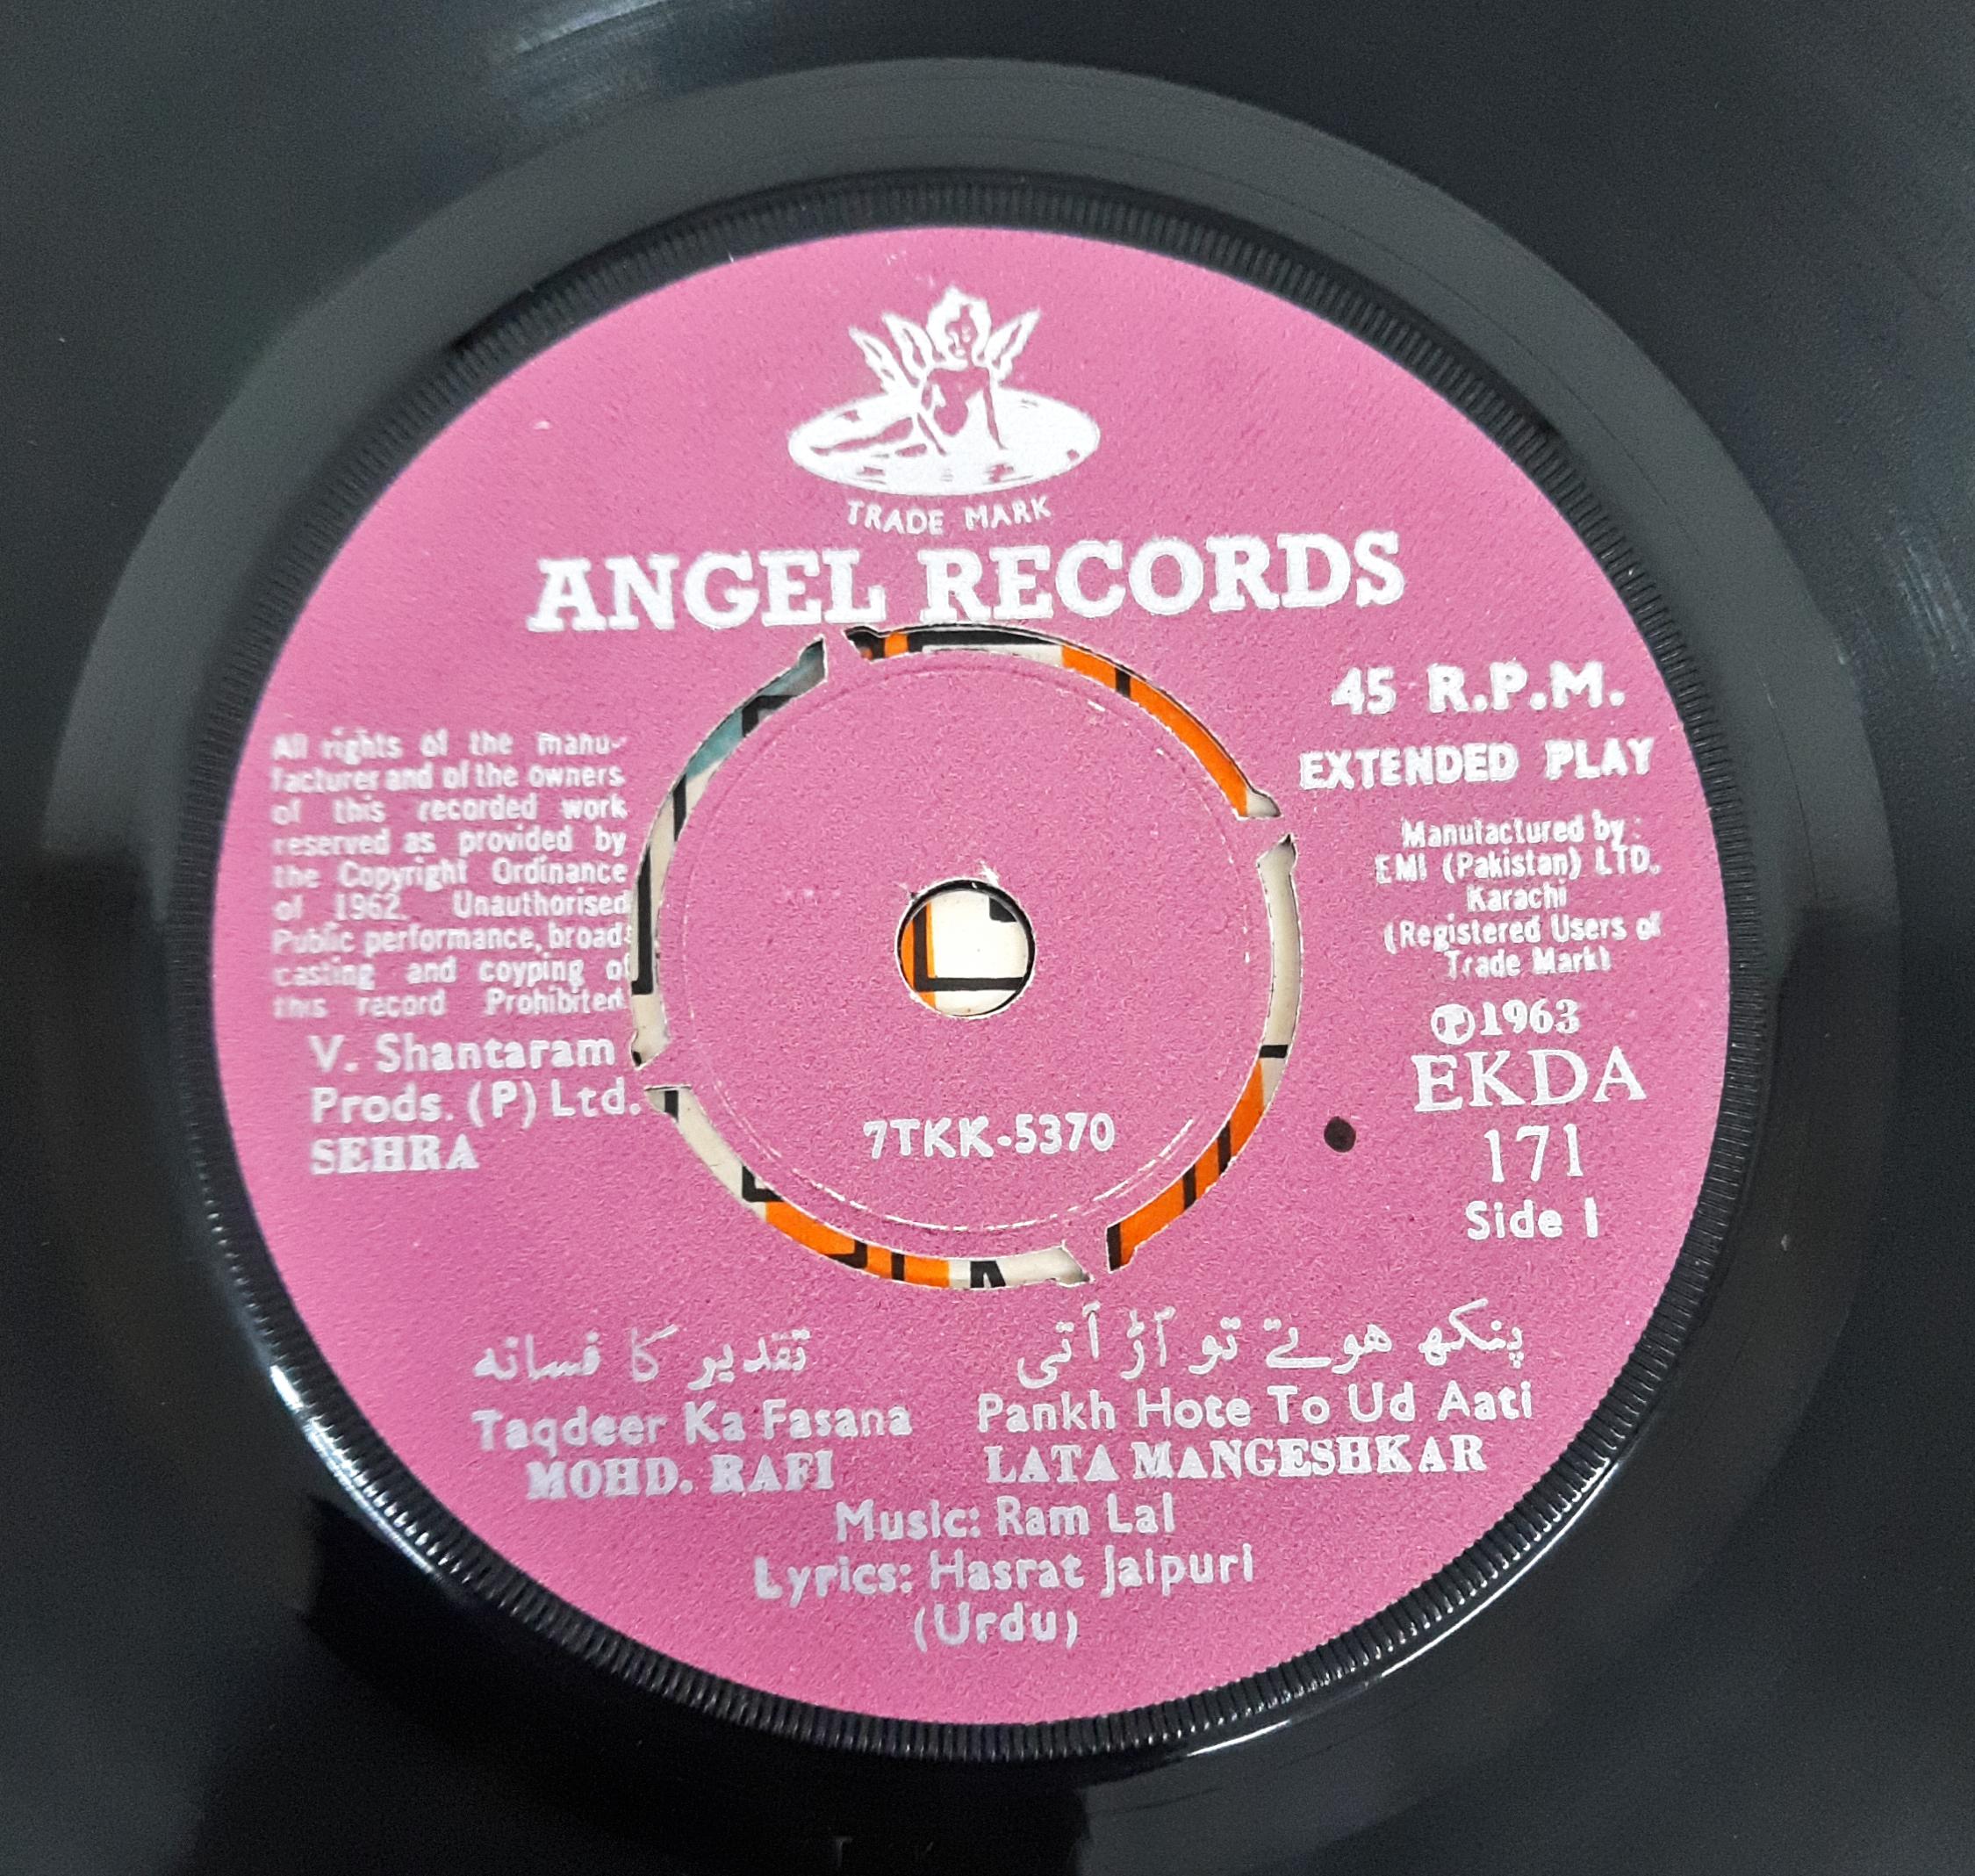 TRADE MARK
ANGEL RECORDS
45 R.P.M.
EXTENDED PLAY
All rights of the manu-
facturer and of the owners
of this recorded work
reserved as provided by
the Copyright Ordinance
of 1962. Unauthorised
Public performance, broad-
casting and coyping of
this record Prohibited.
V. Shantaram
Prods. (P) Ltd.
SEHRA
Manufactured by:
EMI (Pakistan) LTD.
Karachi
(Registered Users of
Trade Mark)
Ⓟ1963
EKDA
171
Side 1
7TKK-5370
تقدیر کا فسانہ
Taqdeer Ka Fasana
MOHD. RAFI
پنکھ ہوتے تو اُڑ آتی
Pankh Hote To Ud Aati
LATA MANGESHKAR
Music: Ram Lal
Lyrics: Hasrat Jaipuri
(Urdu)